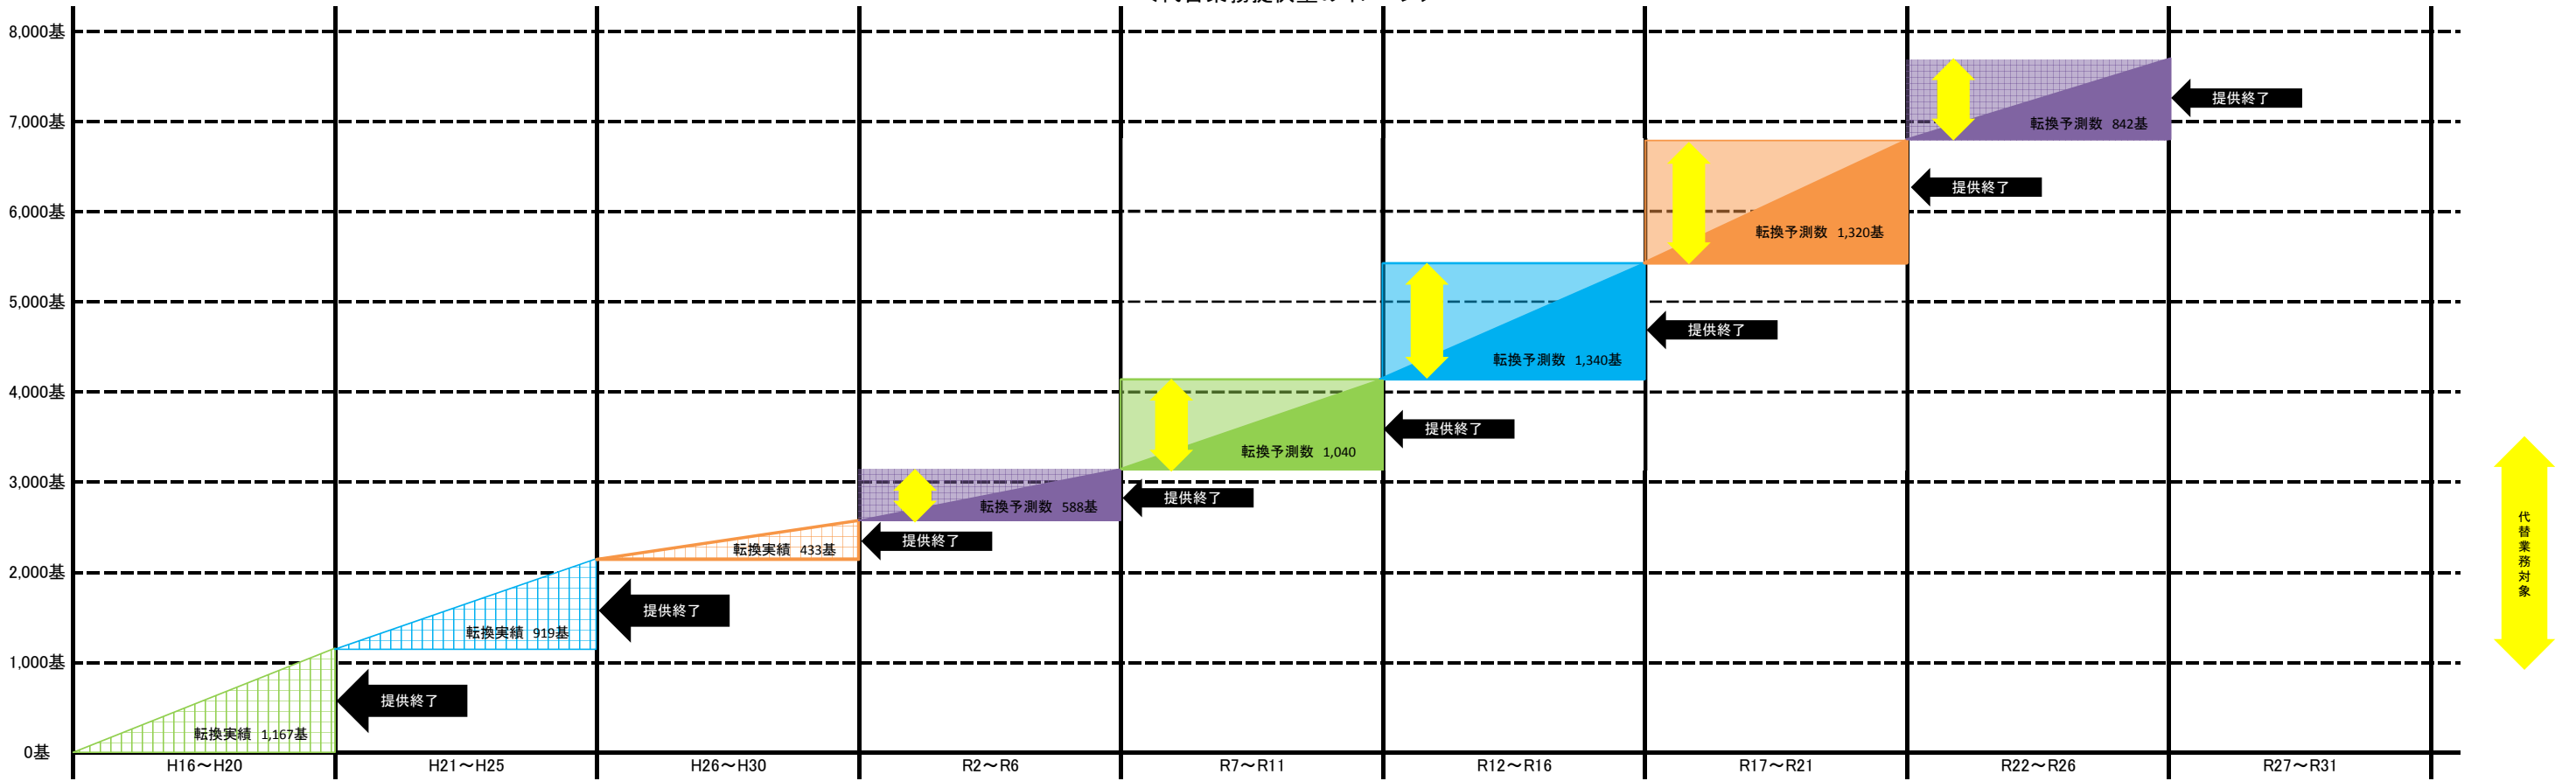 8,000基
7,000基
提供終了
転換予測数 842基
6,000基
提供終了
転換予測数 1,320基
5,000基
提供終了
転換予測数 1,340基
4,000基
提供終了
転換予測数 1,040
3,000基
提供終了
転換予測数 588基
代替業務対象
提供終了
転換実績 433基
2,000基
提供終了
転換実績 919基
1,000基
提供終了
転換実績 1,167基
0基
H16～H20
H21～H25
H26～H30
R2～R6
R7～R11
R12～R16
R17～R21
R22～R26
R27～R31